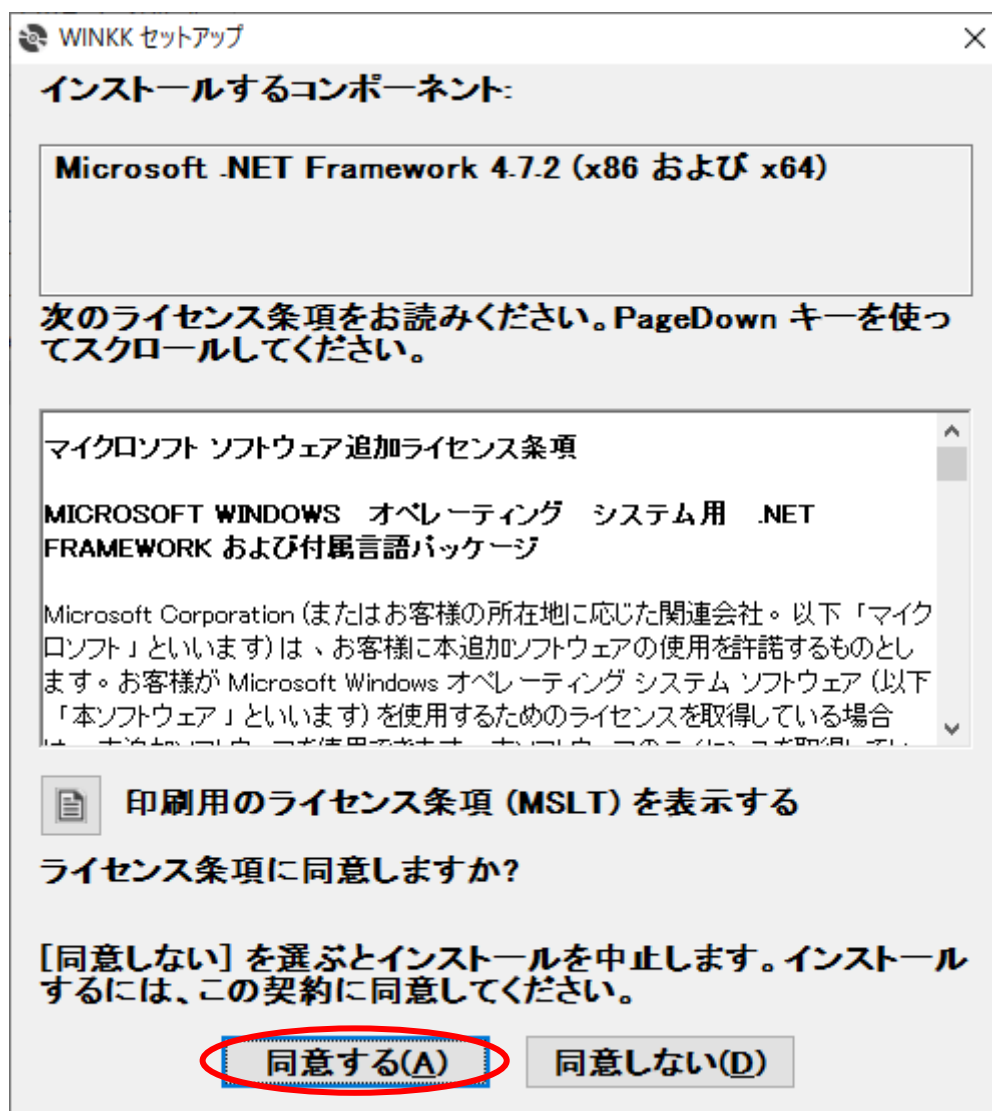 WINKK セットアップ
インストールするコンポーネント:
Microsoft .NET Framework 4.7.2 (x86 および x64)
次のライセンス条項をお読みください。PageDown キーを使っ
てスクロールしてください。
マイクロソフト ソフトウェア追加ライセンス条項
MICROSOFT WINDOWS　オペレーティング　システム用　.NET
FRAMEWORK および付属言語パッケージ
Microsoft Corporation (またはお客様の所在地に応じた関連会社。以下「マイク
ロソフト」といいます) は、お客様に本追加ソフトウェアの使用を許諾するものとし
ます。お客様が Microsoft Windows オペレーティング システム ソフトウェア (以下
「本ソフトウェア」といいます) を使用するためのライセンスを取得している場合
印刷用のライセンス条項 (MSLT) を表示する
ライセンス条項に同意しますか?
[同意しない] を選ぶとインストールを中止します。インストール
するには、この契約に同意してください。
同意する(A) 同意しない(D)